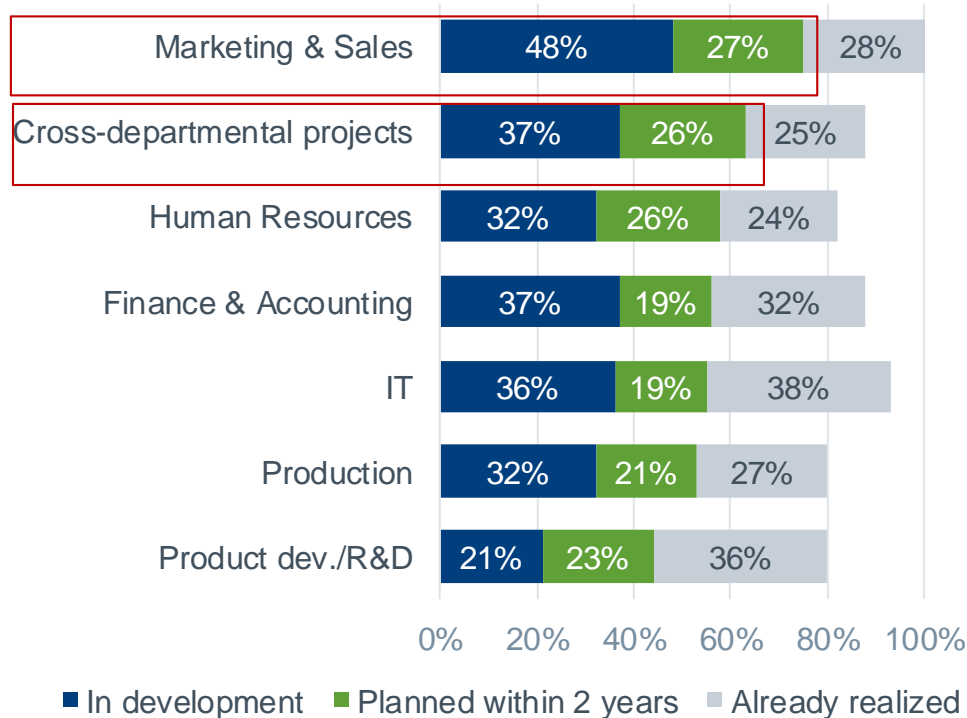 Marketing & Sales 48% 27% 28%
Cross-departmental projects 37% 26% 25%
Human Resources 32% 26% 24%
Finance & Accounting 37% 19% 32%
IT 36% 19% 38%
Production 32% 21% 27%
Product dev./R&D 21% 23% 36%
0% 20% 40% 60% 80% 100%
In development Planned within 2 years Already realized